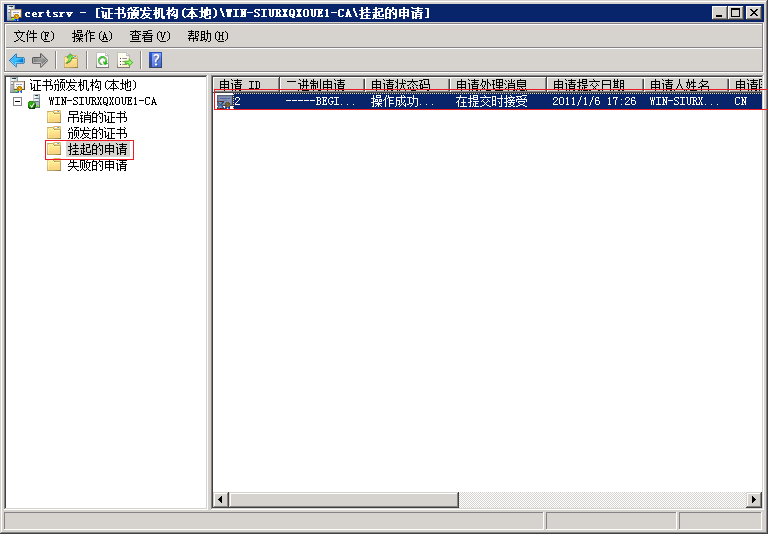 certsrv - [证书颁发机构(本地)\WIN-SIURXQXOUE1-CA\挂起的申请]
文件(F) 操作(A) 查看(V) 帮助(H)
证书颁发机构(本地)
WIN-SIURXQXOUE1-CA
吊销的证书
颁发的证书
挂起的申请
失败的申请
申请 ID 二进制申请 申请状态码 申请处理消息 申请提交日期 申请人姓名 申请
2 -----BEGI... 操作成功... 在提交时接受 2011/1/6 17:26 WIN-SIURX... CN